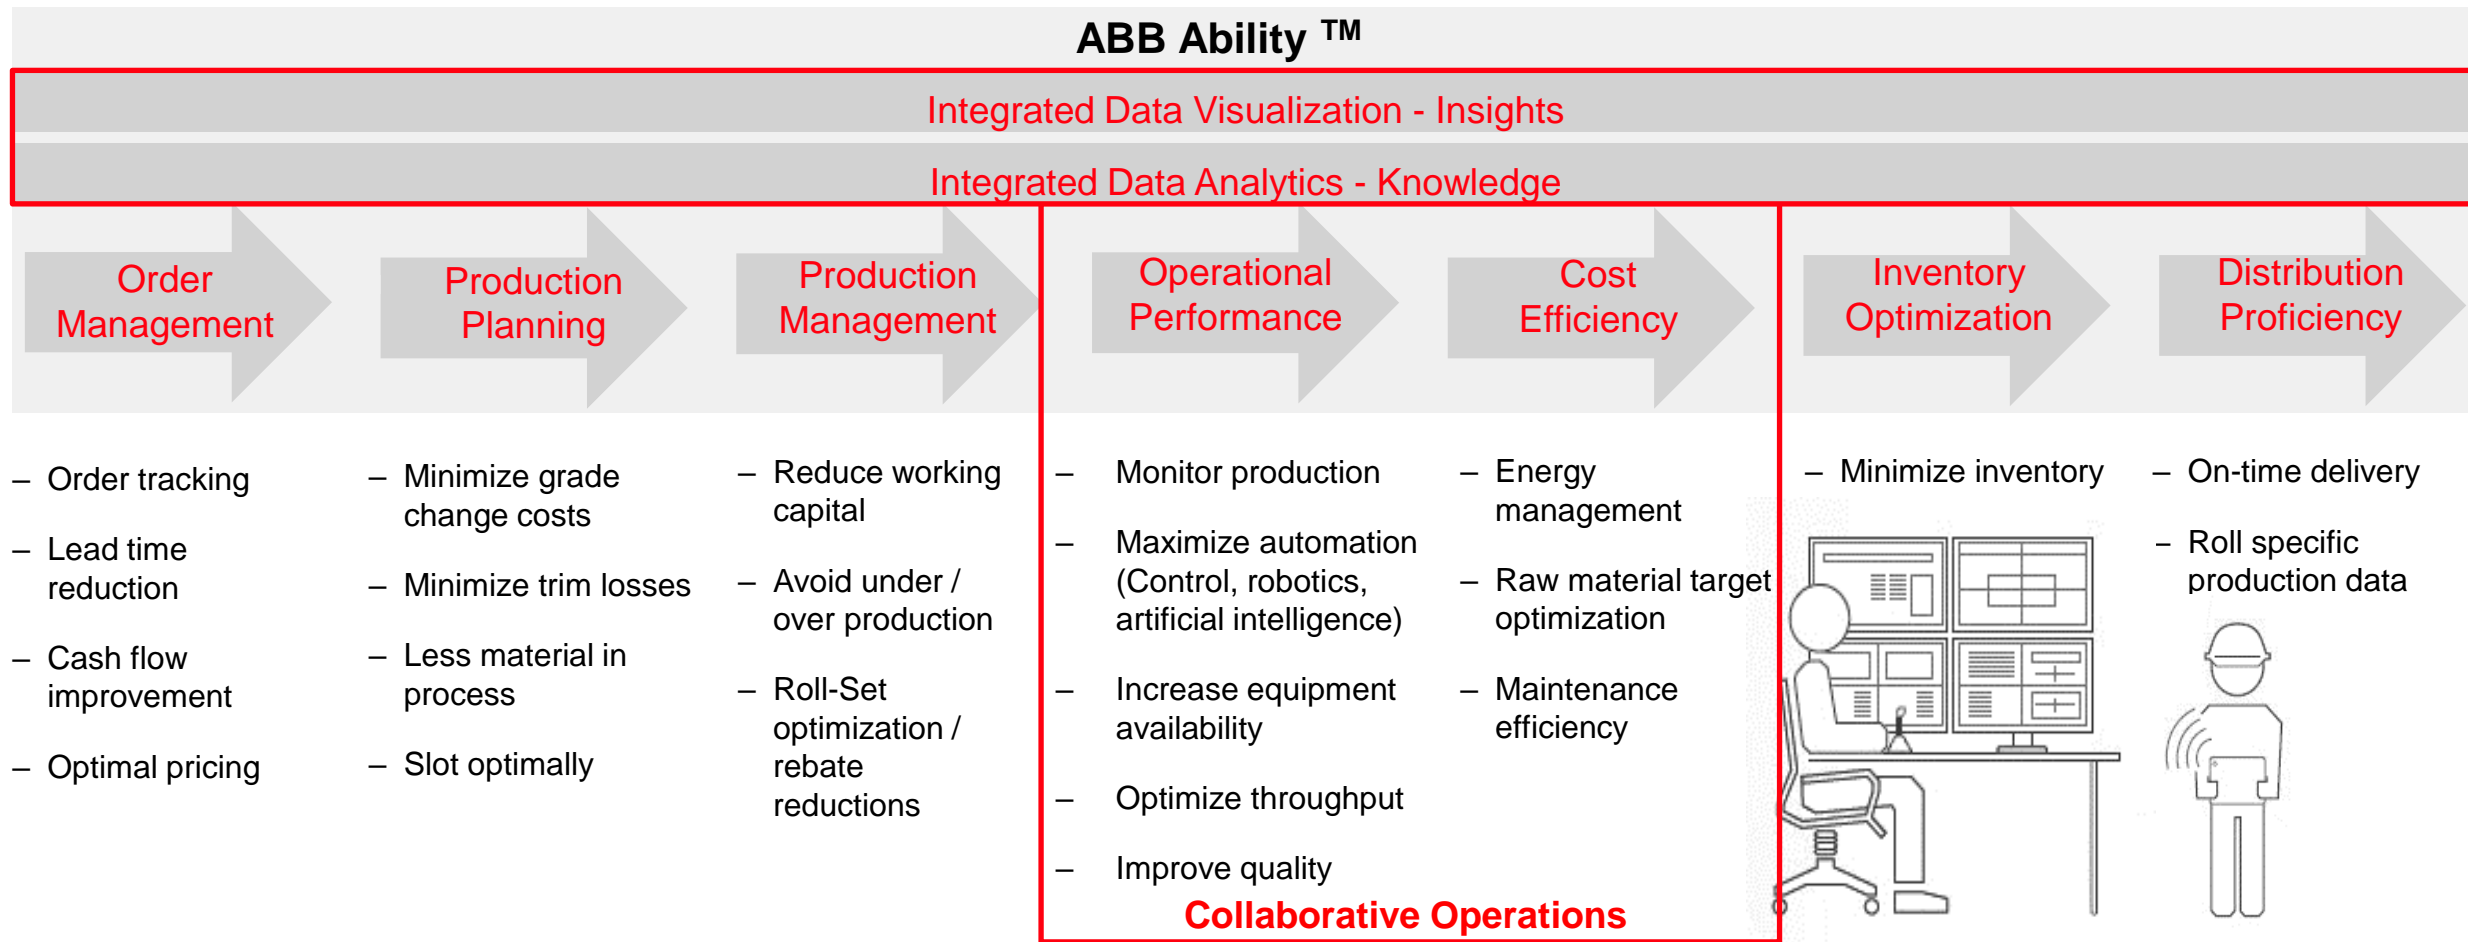 ABB Ability ™
Integrated Data Visualization - Insights
Integrated Data Analytics - Knowledge
Order
Management
Production
Planning
Production
Management
Operational
Performance
Cost
Efficiency
Inventory
Optimization
Distribution
Proficiency
– Order tracking
– Lead time
reduction
– Cash flow
improvement
– Optimal pricing
– Minimize grade
change costs
– Minimize trim losses
– Less material in
process
– Slot optimally
– Reduce working
capital
– Avoid under /
over production
– Roll-Set
optimization /
rebate
reductions
– Monitor production
– Maximize automation
(Control, robotics,
artificial intelligence)
– Increase equipment
availability
– Optimize throughput
– Improve quality
– Energy
management
– Raw material target
optimization
– Maintenance
efficiency
Collaborative Operations
– Minimize inventory
– On-time delivery
– Roll specific
production data